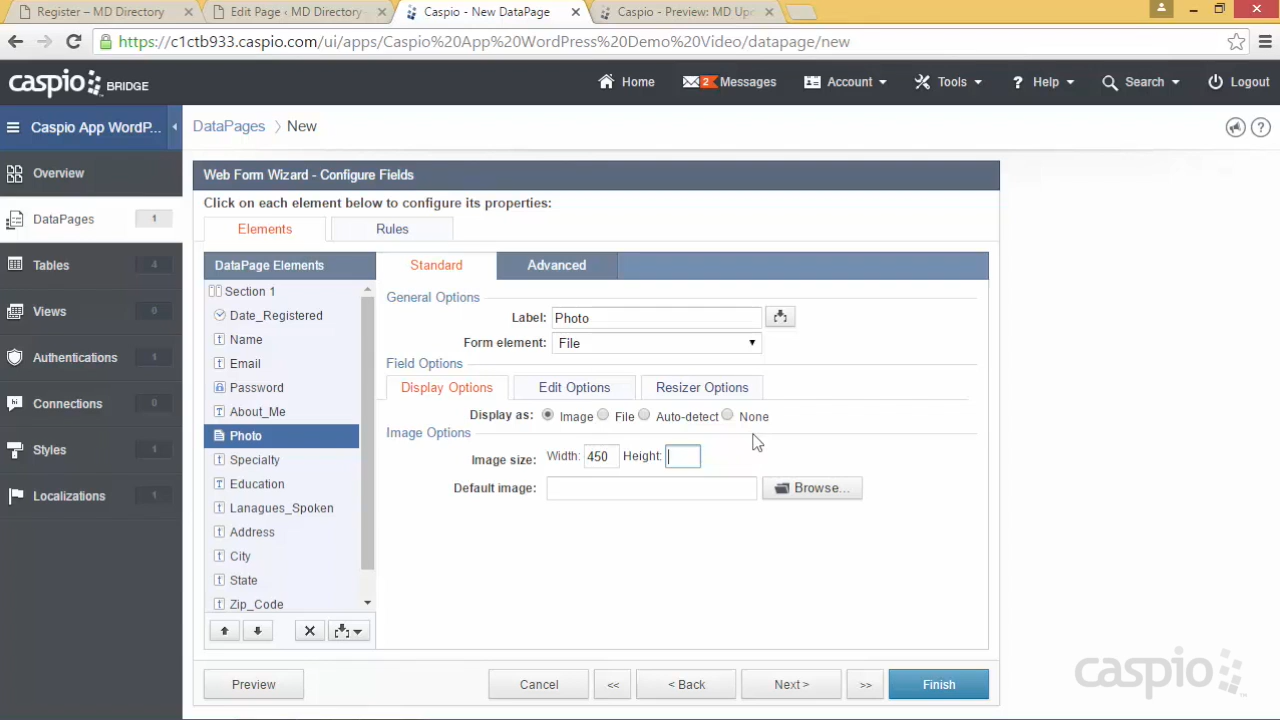 Register – MD Directory
Edit Page ‹ MD Directory
Caspio - New DataPage
Caspio - Preview: MD Up
https://c1ctb933.caspio.com/ui/apps/Caspio%20App%20WordPress%20Demo%20Video/datapage/new
caspio BRIDGE
Home
2
Messages
Account
Tools
? Help
Search
Logout
Caspio App WordP...
DataPages
New
?
Overview
DataPages 1
Tables 4
Views 0
Authentications 1
Connections 0
Styles 1
Localizations 1
Web Form Wizard - Configure Fields
Click on each element below to configure its properties:
Elements
Rules
DataPage Elements
Standard
Advanced
Section 1
Date_Registered
Name
Email
Password
About_Me
Photo
Specialty
Education
Lanagues_Spoken
Address
City
State
Zip_Code
General Options
Label: Photo
Form element: File
Field Options
Display Options
Edit Options
Resizer Options
Display as: Image File Auto-detect None
Image Options
Image size: Width: 450 Height:
Default image: Browse...
Preview
Cancel
<<
< Back
Next >
>>
Finish
caspio